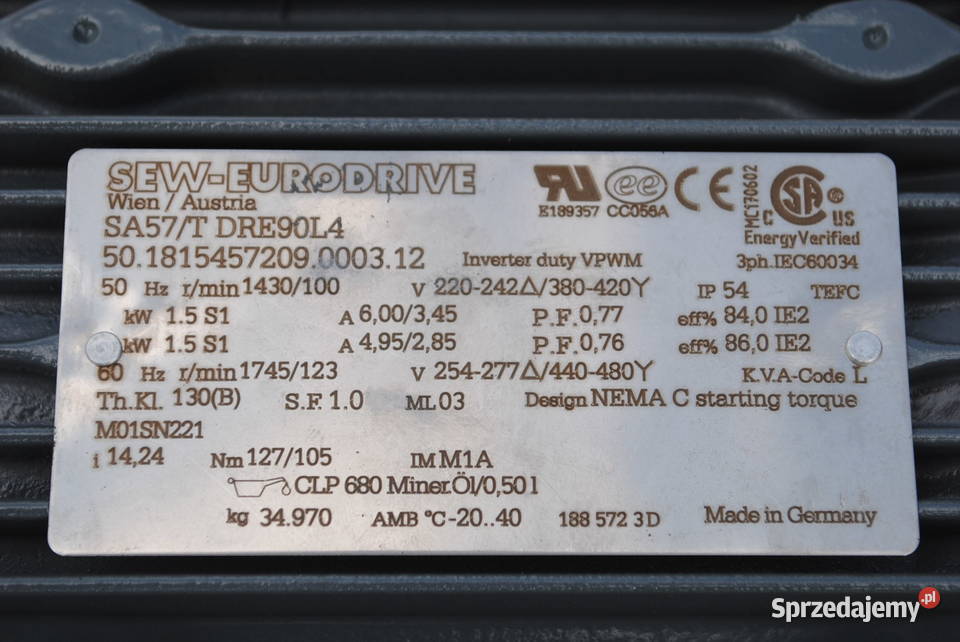 SEW-EURODRIVE
Wien / Austria
SA57/T DRE90L4
50.1815457209.0003.12 Inverter duty VPWM 3ph.IEC60034
E189357 CC056A CE TMC170602 C US
EnergyVerified
50 Hz r/min 1430/100 V 220-242△/380-420Y IP 54 TEFC
kW 1.5 S1 A 6,00/3,45 P.F. 0,77 eff% 84,0 IE2
kW 1.5 S1 A 4,95/2,85 P.F. 0,76 eff% 86,0 IE2
60 Hz r/min 1745/123 V 254-277△/440-480Y K.V.A-Code L
Th.Kl. 130(B) S.F. 1.0 ML 03 Design NEMA C starting torque
M01SN221
i 14,24 Nm 127/105 IM M1A
CLP 680 Miner.Öl/0,50 l
kg 34.970 AMB °C -20..40 188 572 3 D Made in Germany
Sprzedajemy.pl